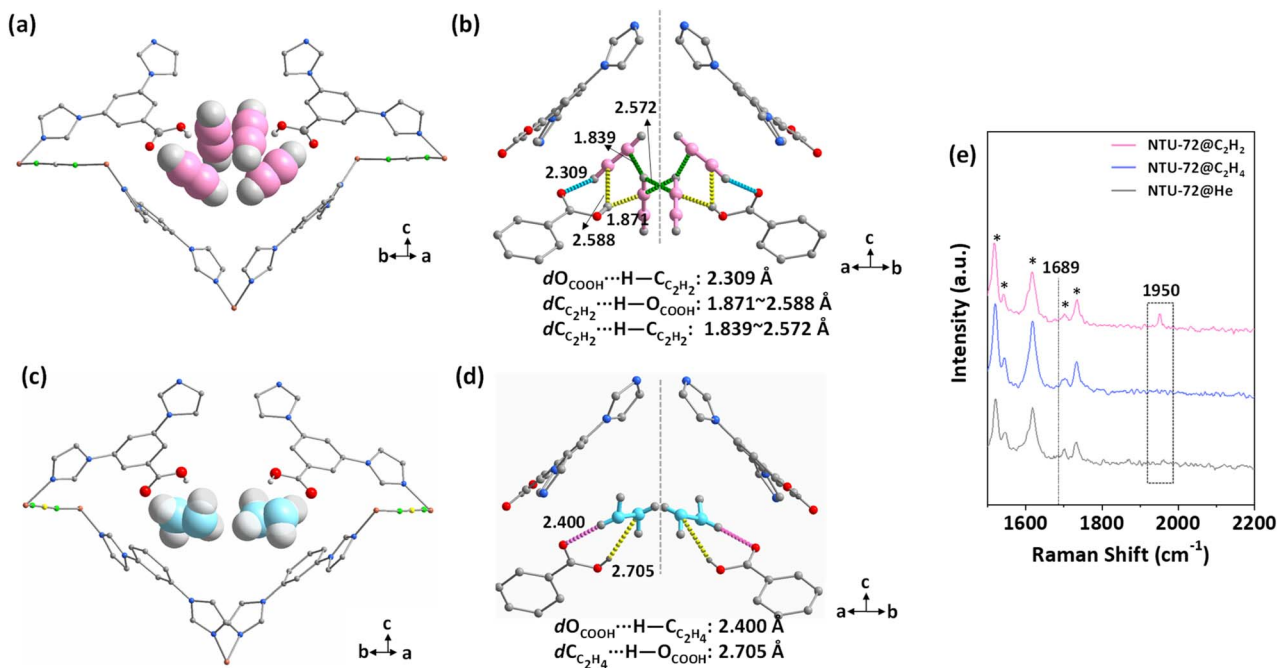 (a)
c
b
a
(b)
2.572
1.839
2.309
1.871
2.588
c
a
b
dO_COOH⋯H—C_C₂H₂: 2.309 Å
dC_C₂H₂⋯H—O_COOH: 1.871~2.588 Å
dC_C₂H₂⋯H—C_C₂H₂: 1.839~2.572 Å
(c)
c
b
a
(d)
2.400
2.705
c
a
b
dO_COOH⋯H—C_C₂H₄: 2.400 Å
dC_C₂H₄⋯H—O_COOH: 2.705 Å
(e)
NTU-72@C₂H₂
NTU-72@C₂H₄
NTU-72@He
* * * * *
1689
1950
Intensity (a.u.)
1600 1800 2000 2200
Raman Shift (cm⁻¹)